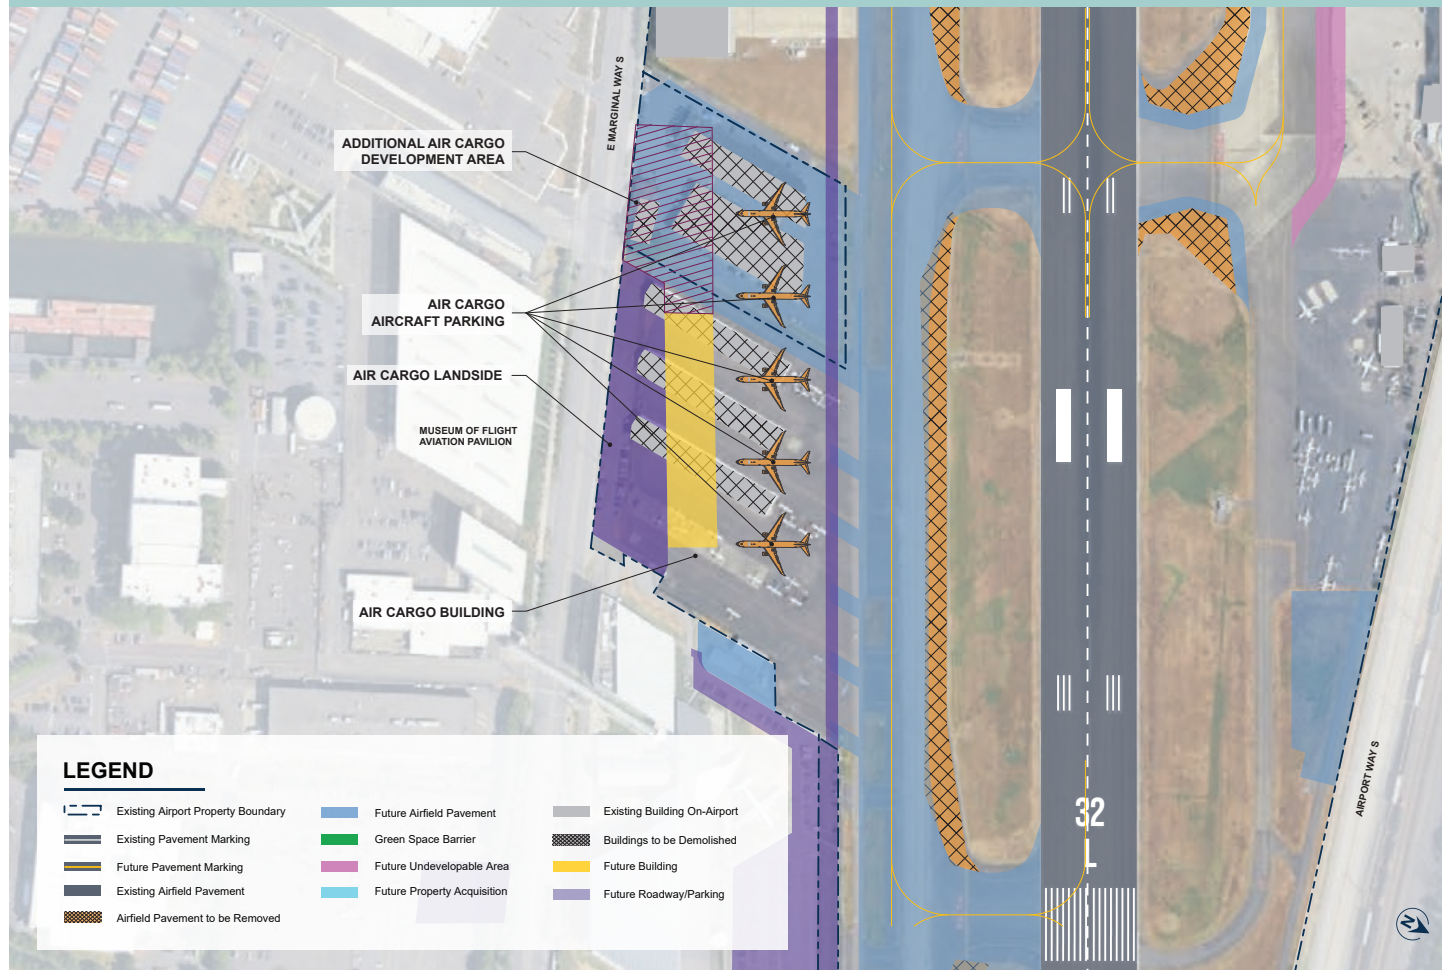 E MARGINAL WAY S
ADDITIONAL AIR CARGO
DEVELOPMENT AREA
AIR CARGO
AIRCRAFT PARKING
AIR CARGO LANDSIDE
MUSEUM OF FLIGHT
AVIATION PAVILION
AIR CARGO BUILDING
32
L
AIRPORT WAY S
LEGEND
Existing Airport Property Boundary
Existing Pavement Marking
Future Pavement Marking
Existing Airfield Pavement
Airfield Pavement to be Removed
Future Airfield Pavement
Green Space Barrier
Future Undevelopable Area
Future Property Acquisition
Existing Building On-Airport
Buildings to be Demolished
Future Building
Future Roadway/Parking
N